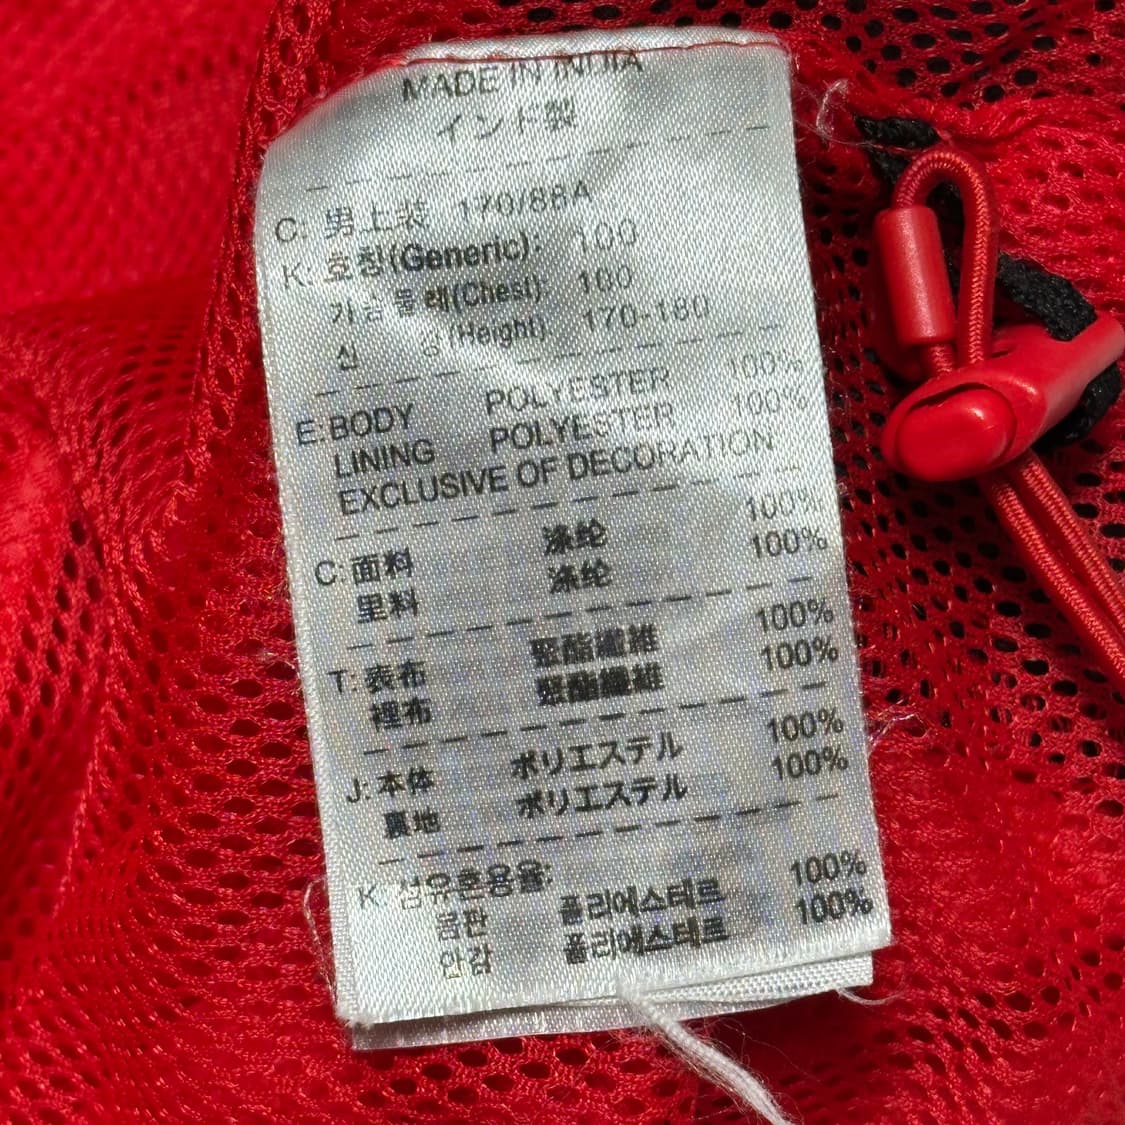 MADE IN INDIA
インド製
C: 男上装 170/88A
K: 호칭(Generic): 100
가슴둘레(Chest): 100
신 장(Height): 170-180
E: BODY POLYESTER 100%
LINING POLYESTER 100%
EXCLUSIVE OF DECORATION
C: 面料 涤纶 100%
里料 涤纶 100%
T: 表布 聚酯纖維 100%
裡布 聚酯纖維 100%
J: 本体 ポリエステル 100%
裏地 ポリエステル 100%
K: 섬유혼용율:
몸판 폴리에스테르 100%
안감 폴리에스테르 100%